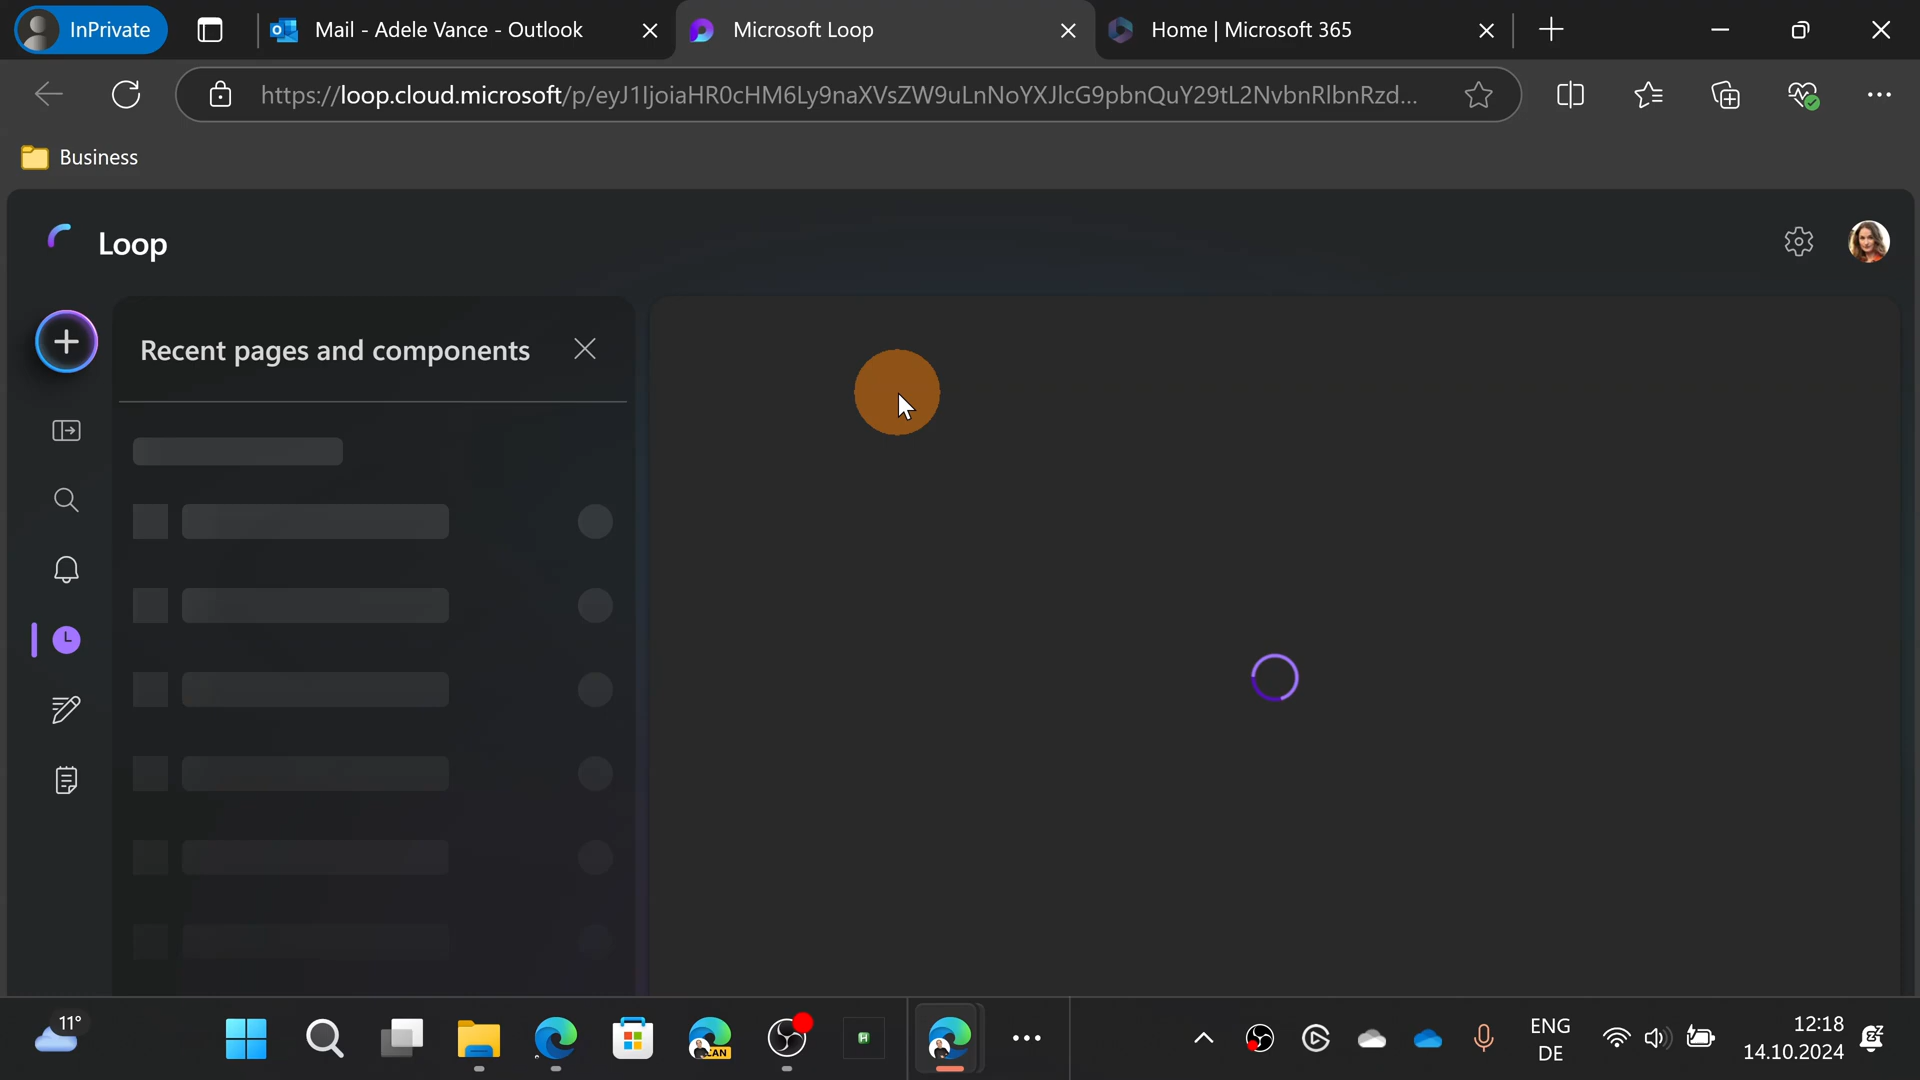 InPrivate
Mail - Adele Vance - Outlook
Microsoft Loop
Home | Microsoft 365
https://loop.cloud.microsoft/p/eyJ1IjoiaHR0cHM6Ly9naXVsZW9uLnNoYXJlcG9pbnQuY29tL2NvbnRlbnRzd...
Business
Loop
Recent pages and components
11°
CAN
ENG
DE
12:18
14.10.2024